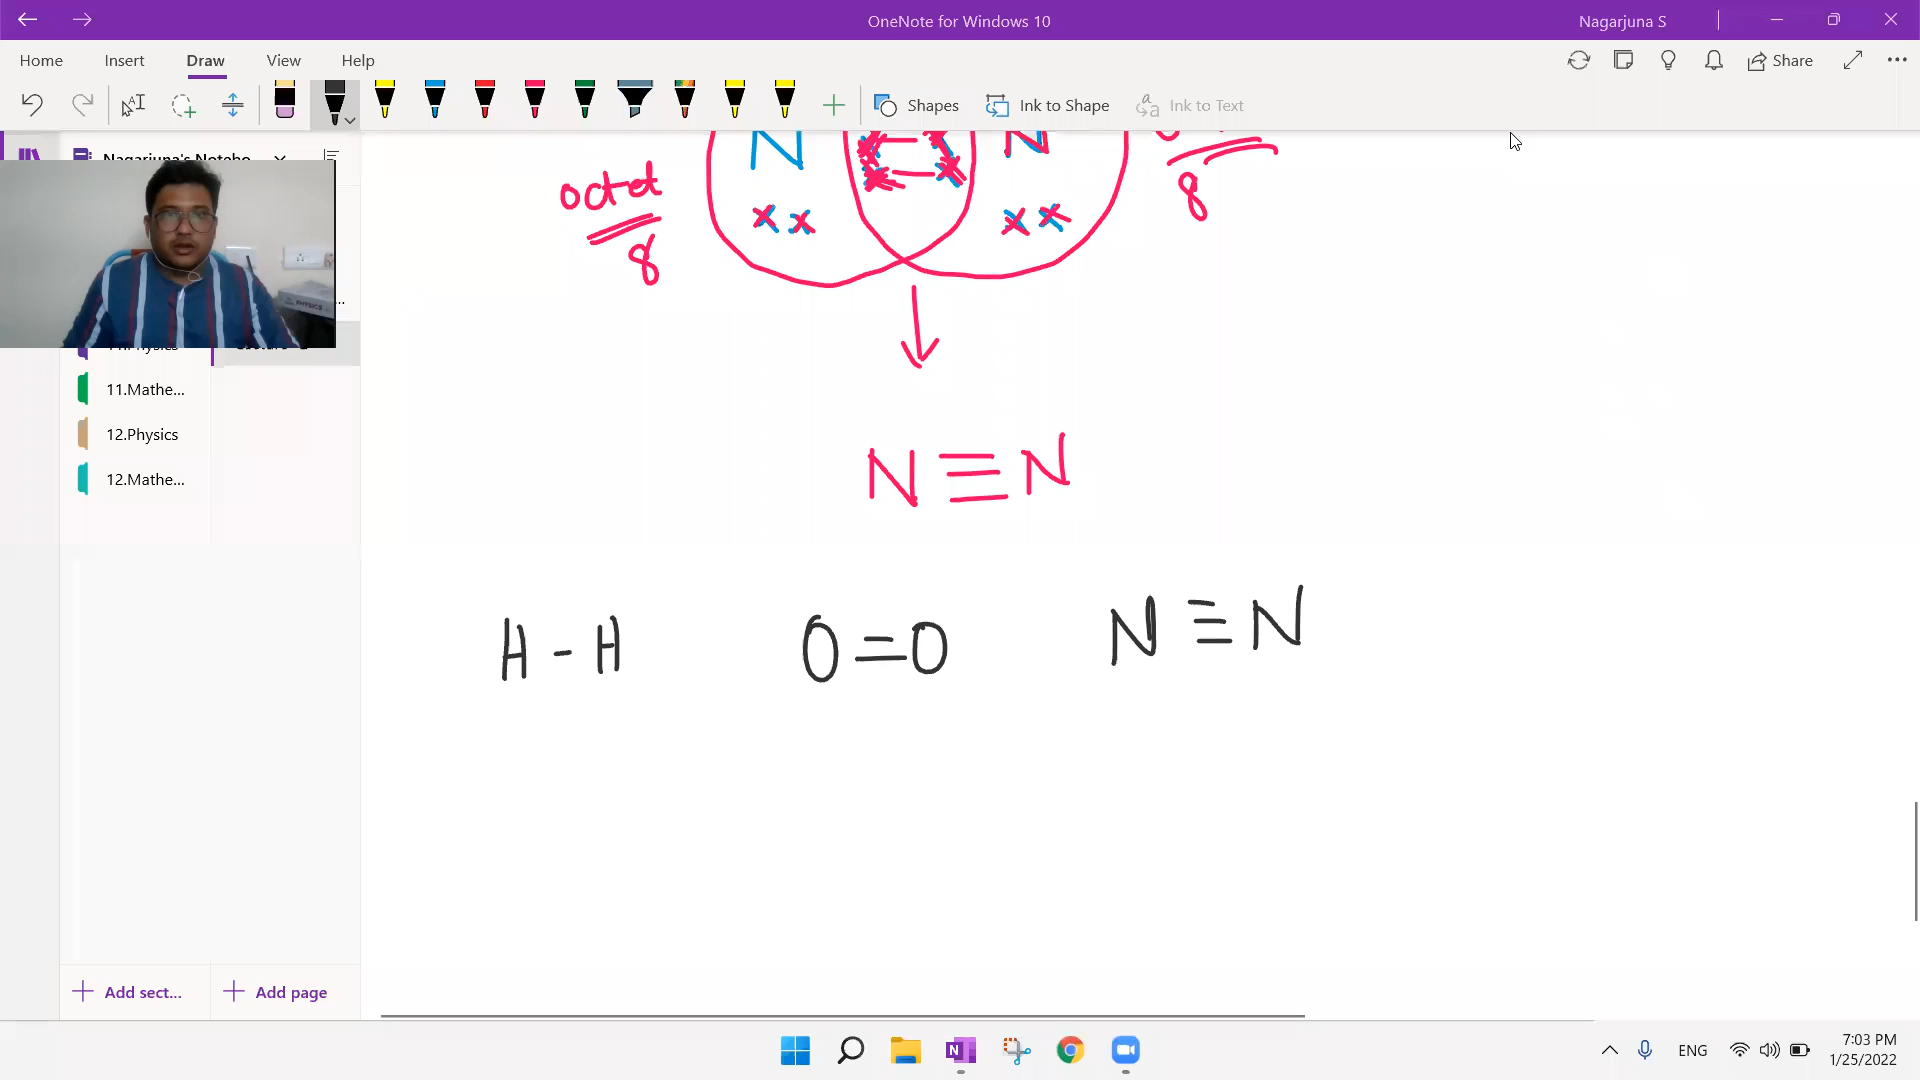 OneNote for Windows 10
Nagarjuna S
Home Insert Draw View Help
Share
Shapes Ink to Shape Ink to Text
Nagarjuna's Notebo
N N
octet
8
8
x x x x
N ≡ N
11.Mathe...
12.Physics
12.Mathe...
H - H O = O N ≡ N
Add sect... Add page
ENG
7:03 PM
1/25/2022